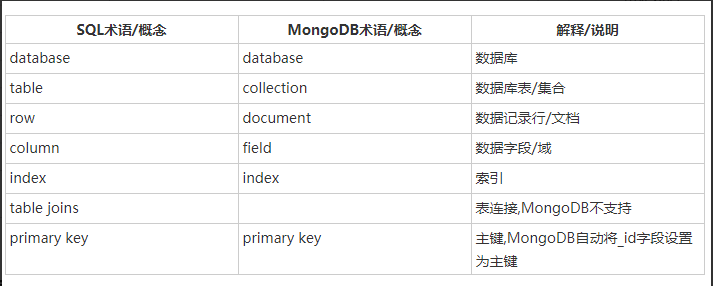 SQL术语/概念 MongoDB术语/概念 解释/说明
database database 数据库
table collection 数据库表/集合
row document 数据记录行/文档
column field 数据字段/域
index index 索引
table joins 表连接,MongoDB不支持
primary key primary key 主键,MongoDB自动将_id字段设置
为主键